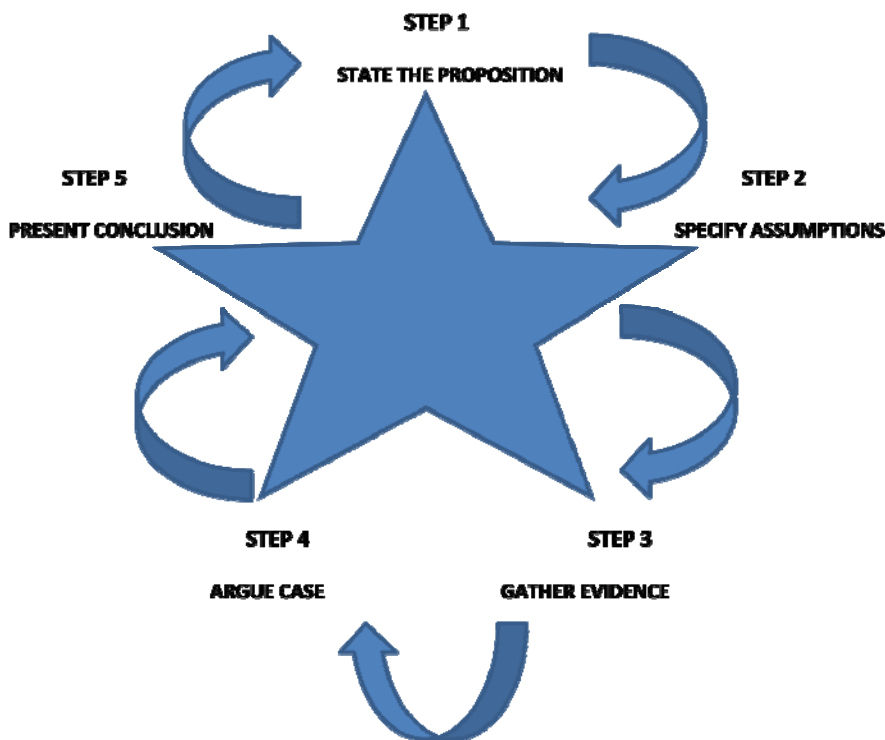 STEP 1
STATE THE PROPOSITION
STEP 2
SPECIFY ASSUMPTIONS
STEP 3
GATHER EVIDENCE
STEP 4
ARGUE CASE
STEP 5
PRESENT CONCLUSION